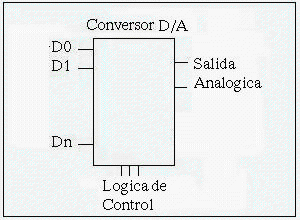 Conversor D/A
D0
D1
Salida
Analogica
Dn
Logica de
Control